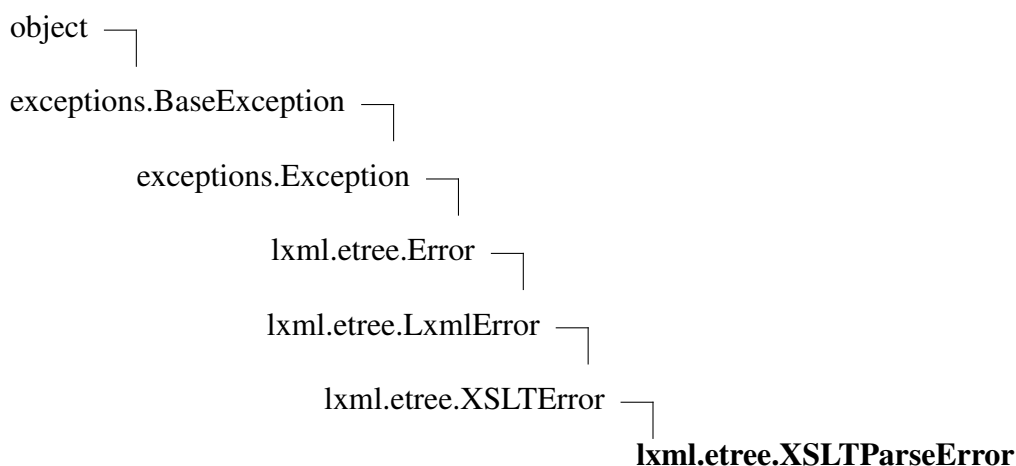 object
exceptions.BaseException
exceptions.Exception
lxml.etree.Error
lxml.etree.LxmlError
lxml.etree.XSLTError
lxml.etree.XSLTParseError